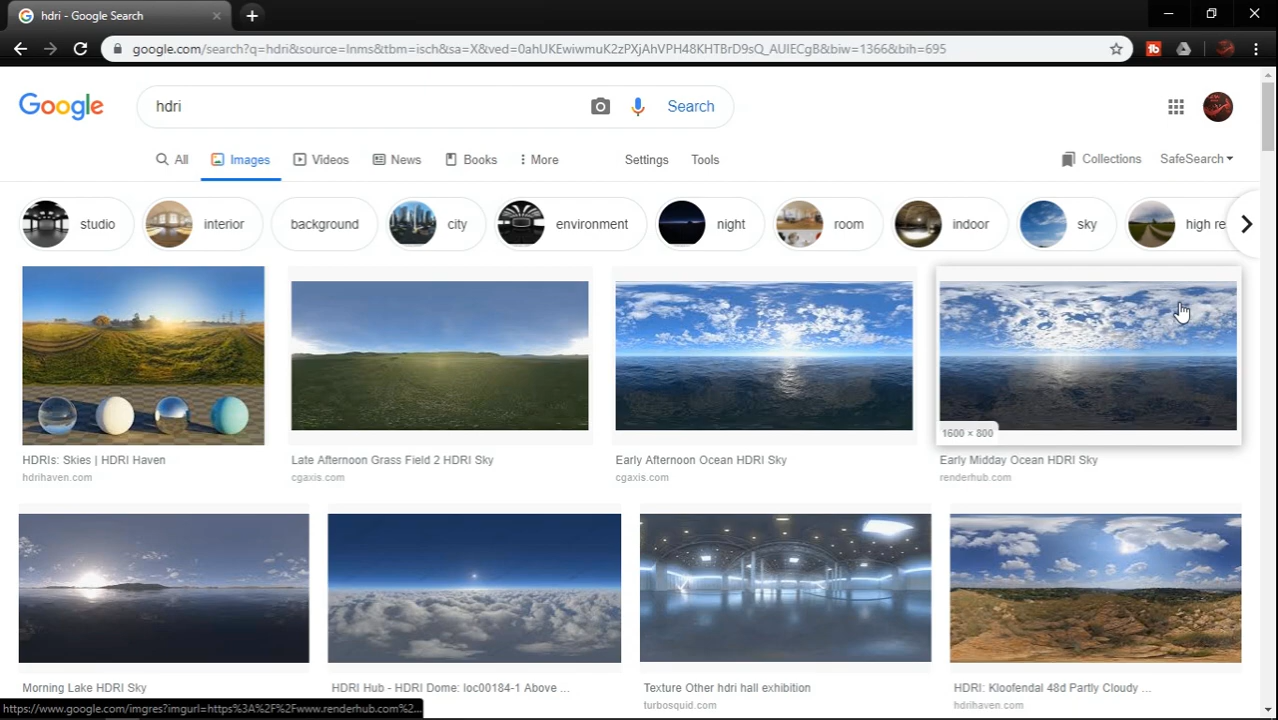 hdri - Google Search
google.com/search?q=hdri&source=lnms&tbm=isch&sa=X&ved=0ahUKEwiwmuK2zPXjAhVPH48KHTBrD9sQ_AUIECgB&biw=1366&bih=695
Google
hdri
Search
All
Images
Videos
News
Books
More
Settings
Tools
Collections
SafeSearch
studio
interior
background
city
environment
night
room
indoor
sky
high re
1600 × 800
HDRIs: Skies | HDRI Haven
hdrihaven.com
Late Afternoon Grass Field 2 HDRI Sky
cgaxis.com
Early Afternoon Ocean HDRI Sky
cgaxis.com
Early Midday Ocean HDRI Sky
renderhub.com
Morning Lake HDRI Sky
HDRI Hub - HDRI Dome: loc00184-1 Above ...
Texture Other hdri hall exhibition
turbosquid.com
HDRI: Kloofendal 48d Partly Cloudy ...
hdrihaven.com
https://www.google.com/imgres?imgurl=https%3A%2F%2Fwww.renderhub.com%2...